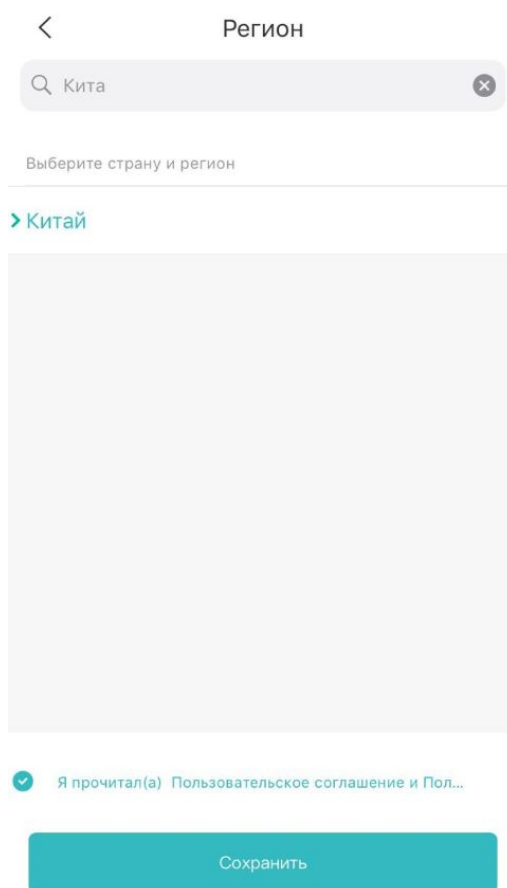 Регион
Кита
Выберите страну и регион
Китай
Я прочитал(а) Пользовательское соглашение и Пол...
Сохранить